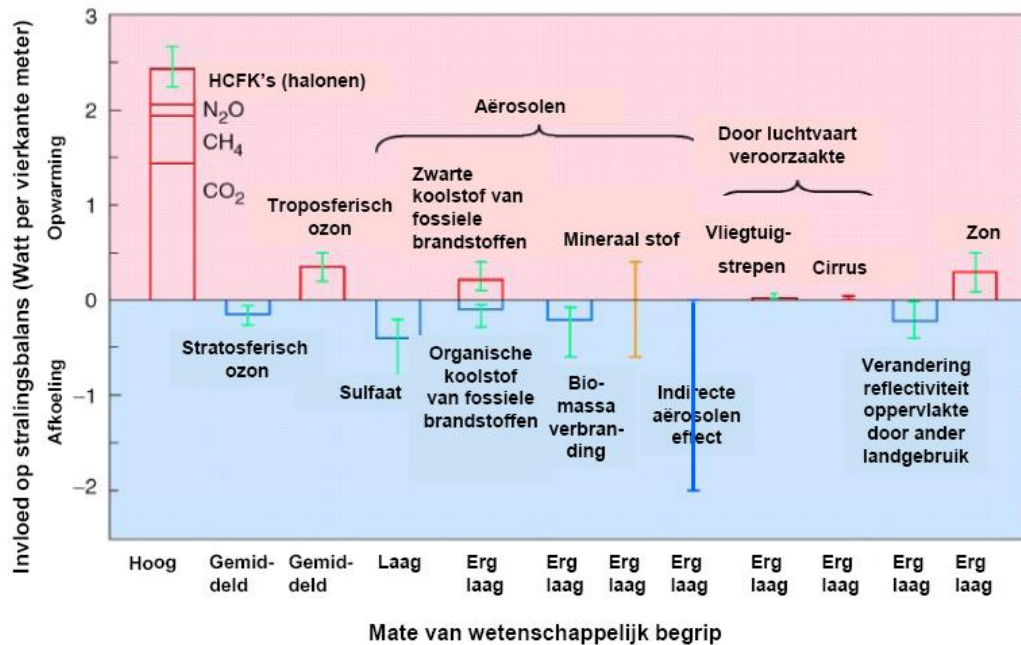 Invloed op stralingsbalans (Watt per vierkante meter)
Opwarming
Afkoeling
3
2
1
0
−1
−2
HCFK's (halonen)
N₂O
CH₄
CO₂
Stratosferisch
ozon
Troposferisch
ozon
Aërosolen
Sulfaat
Zwarte
koolstof van
fossiele
brandstoffen
Organische
koolstof
van fossiele
brandstoffen
Bio-
massa
verbran-
ding
Mineraal stof
Indirecte
aërosolen
effect
Door luchtvaart
veroorzaakte
Vliegtuig-
strepen
Cirrus
Verandering
reflectiviteit
oppervlakte
door ander
landgebruik
Zon
Hoog
Gemid-
deld
Gemid-
deld
Laag
Erg
laag
Erg
laag
Erg
laag
Erg
laag
Erg
laag
Erg
laag
Erg
laag
Erg
laag
Mate van wetenschappelijk begrip